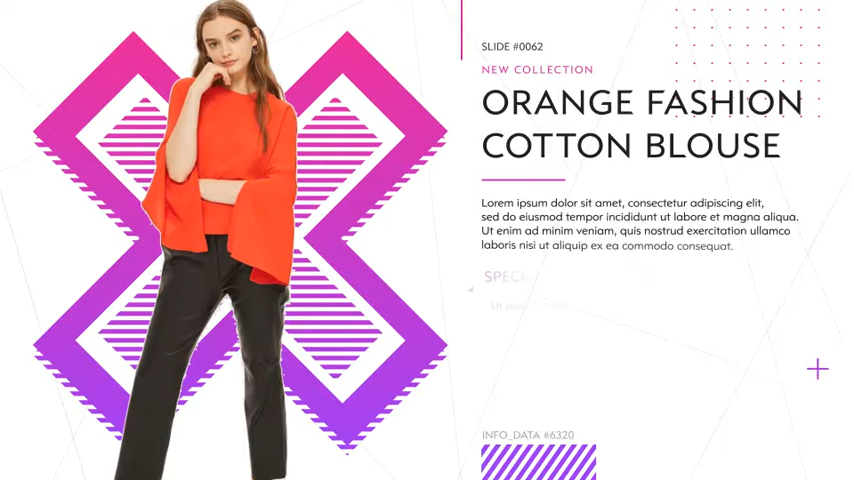 SLIDE #0062
NEW COLLECTION
ORANGE FASHION
COTTON BLOUSE
Lorem ipsum dolor sit amet, consectetur adipiscing elit,
sed do eiusmod tempor incididunt ut labore et magna aliqua.
Ut enim ad minim veniam, quis nostrud exercitation ullamco
laboris nisi ut aliquip ex ea commodo consequat.
INFO_DATA #6320